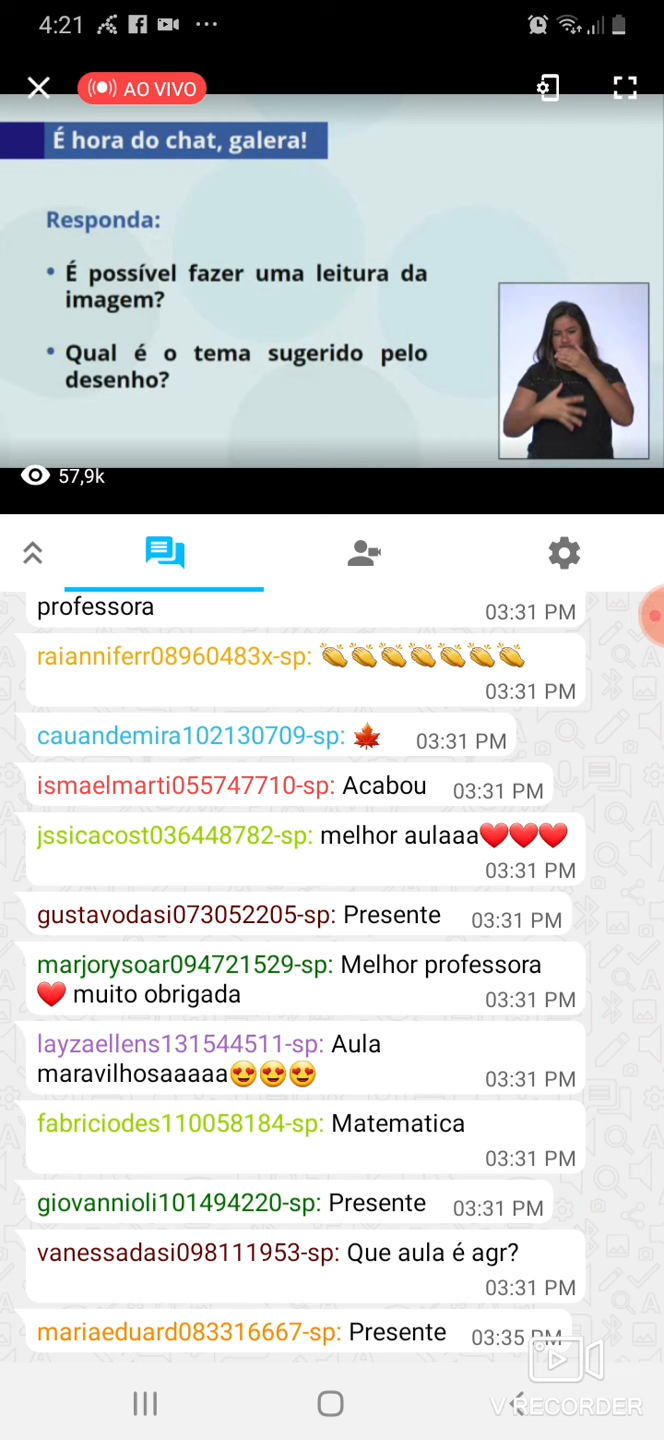 4:21
AO VIVO
É hora do chat, galera!
Responda:
• É possível fazer uma leitura da
imagem?
• Qual é o tema sugerido pelo
desenho?
57,9k
professora
03:31 PM
raianniferr08960483x-sp: 👏👏👏👏👏👏👏
03:31 PM
cauandemira102130709-sp: 🍁 03:31 PM
ismaelmarti055747710-sp: Acabou 03:31 PM
jssicacost036448782-sp: melhor aulaaa❤️❤️❤️
03:31 PM
gustavodasi073052205-sp: Presente 03:31 PM
marjorysoar094721529-sp: Melhor professora
❤️ muito obrigada 03:31 PM
layzaellens131544511-sp: Aula
maravilhosaaaaa😍😍😍 03:31 PM
fabriciodes110058184-sp: Matematica
03:31 PM
giovannioli101494220-sp: Presente 03:31 PM
vanessadasi098111953-sp: Que aula é agr?
03:31 PM
mariaeduard083316667-sp: Presente 03:35 PM
V RECORDER